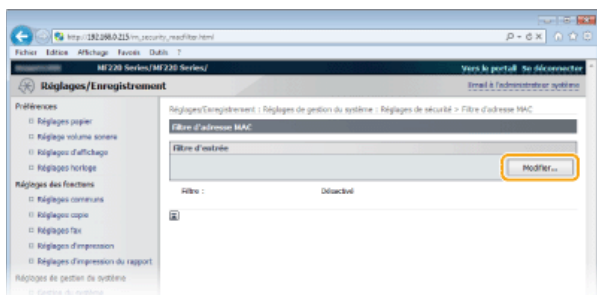 http://192.168.0.215/m_security_macfilter.html
Fichier Edition Affichage Favoris Outils ?
MF220 Series/MF220 Series/
Vers le portail Se déconnecter
Réglages/Enregistrement
Email à l'administrateur système
Préférences
Réglages/Enregistrement : Réglages de gestion du système : Réglages de sécurité > Filtre d'adresse MAC
Réglages papier
Réglage volume sonore
Réglages d'affichage
Réglages horloge
Filtre d'adresse MAC
Filtre d'entrée
Modifier...
Filtre :
Désactivé
Réglages des fonctions
Réglages communs
Réglages copie
Réglages fax
Réglages d'impression
Réglages d'impression du rapport
Réglages de gestion du système
Gestion du système